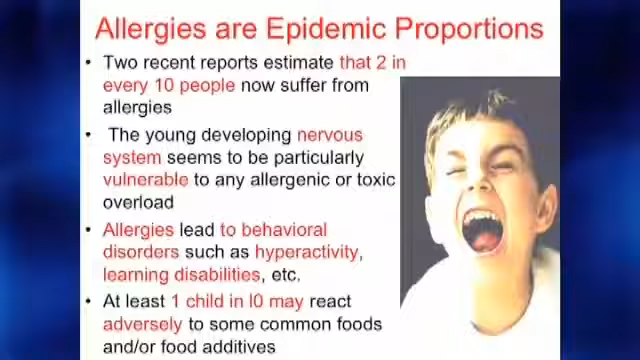 Allergies are Epidemic Proportions
• Two recent reports estimate that 2 in
every 10 people now suffer from
allergies
• The young developing nervous
system seems to be particularly
vulnerable to any allergenic or toxic
overload
• Allergies lead to behavioral
disorders such as hyperactivity,
learning disabilities, etc.
• At least 1 child in l0 may react
adversely to some common foods
and/or food additives